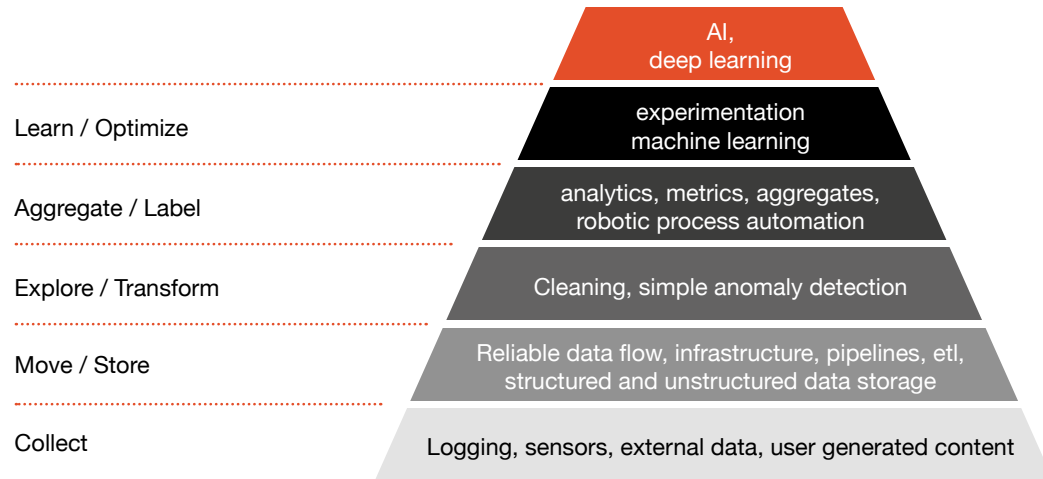 AI,
deep learning
Learn / Optimize
experimentation
machine learning
Aggregate / Label
analytics, metrics, aggregates,
robotic process automation
Explore / Transform
Cleaning, simple anomaly detection
Move / Store
Reliable data flow, infrastructure, pipelines, etl,
structured and unstructured data storage
Collect
Logging, sensors, external data, user generated content